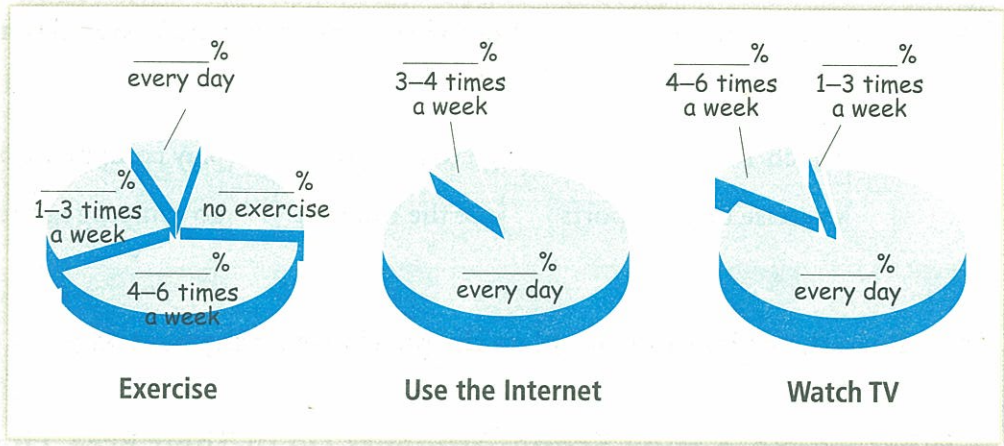 ______%
every day
______%
1–3 times
a week
______%
no exercise
______%
4–6 times
a week
Exercise
______%
3–4 times
a week
______%
every day
Use the Internet
______%
4–6 times
a week
______%
1–3 times
a week
______%
every day
Watch TV